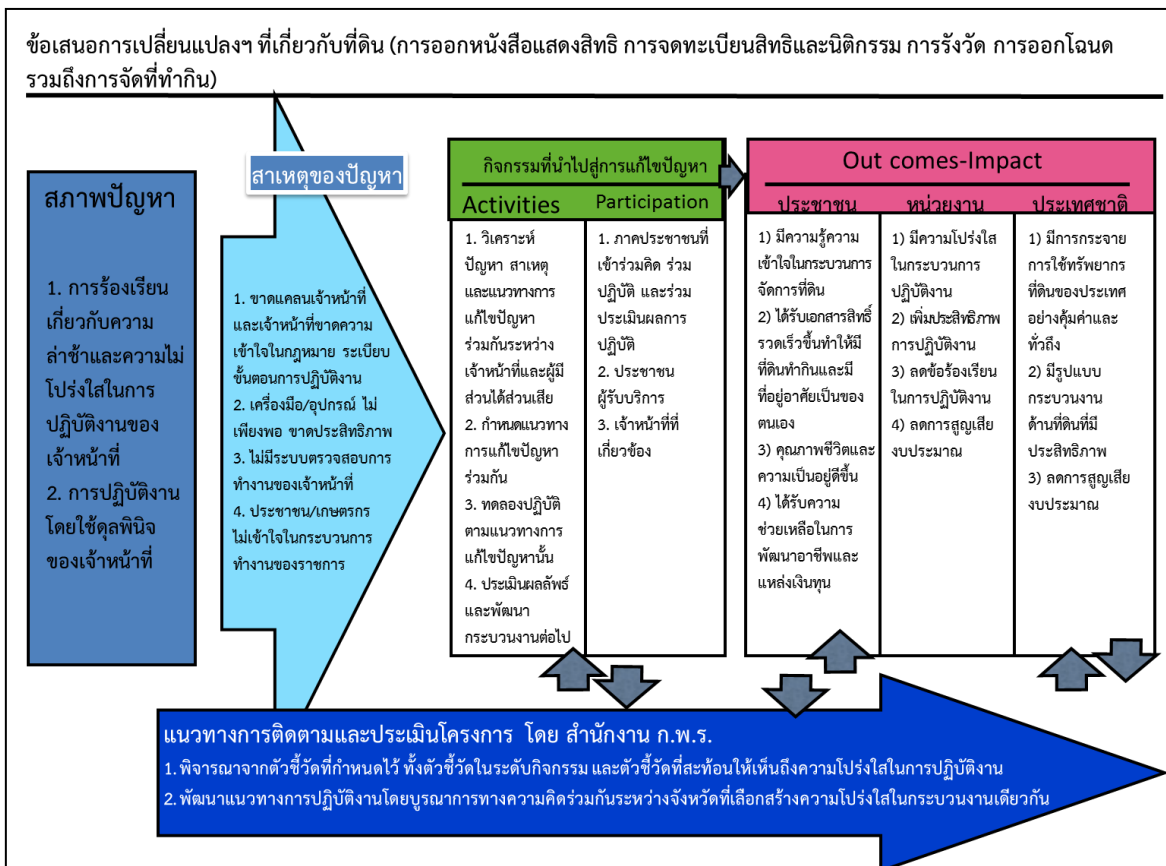 ข้อเสนอการเปลี่ยนแปลงฯ ที่เกี่ยวกับที่ดิน (การออกหนังสือแสดงสิทธิ การจดทะเบียนสิทธิและนิติกรรม การรังวัด การออกโฉนด
รวมถึงการจัดที่ทำกิน)
สภาพปัญหา
1. การร้องเรียน
เกี่ยวกับความ
ล่าช้าและความไม่
โปร่งใสในการ
ปฏิบัติงานของ
เจ้าหน้าที่
2. การปฏิบัติงาน
โดยใช้ดุลพินิจ
ของเจ้าหน้าที่
สาเหตุของปัญหา
1. ขาดแคลนเจ้าหน้าที่
และเจ้าหน้าที่ขาดความ
เข้าใจในกฎหมาย ระเบียบ
ขั้นตอนการปฏิบัติงาน
2. เครื่องมือ/อุปกรณ์ ไม่
เพียงพอ ขาดประสิทธิภาพ
3. ไม่มีระบบตรวจสอบการ
ทำงานของเจ้าหน้าที่
4. ประชาชน/เกษตรกร
ไม่เข้าใจในกระบวนการ
ทำงานของราชการ
กิจกรรมที่นำไปสู่การแก้ไขปัญหา
Activities
1. วิเคราะห์
ปัญหา สาเหตุ
และแนวทางการ
แก้ไขปัญหา
ร่วมกันระหว่าง
เจ้าหน้าที่และผู้มี
ส่วนได้ส่วนเสีย
2. กำหนดแนวทาง
การแก้ไขปัญหา
ร่วมกัน
3. ทดลองปฏิบัติ
ตามแนวทางการ
แก้ไขปัญหานั้น
4. ประเมินผลลัพธ์
และพัฒนา
กระบวนงานต่อไป
Participation
1. ภาคประชาชนที่
เข้าร่วมคิด ร่วม
ปฏิบัติ และร่วม
ประเมินผลการ
ปฏิบัติ
2. ประชาชน
ผู้รับบริการ
3. เจ้าหน้าที่ที่
เกี่ยวข้อง
Out comes-Impact
ประชาชน
1) มีความรู้ความ
เข้าใจในกระบวนการ
จัดการที่ดิน
2) ได้รับเอกสารสิทธิ์
รวดเร็วขึ้นทำให้มี
ที่ดินทำกินและมี
ที่อยู่อาศัยเป็นของ
ตนเอง
3) คุณภาพชีวิตและ
ความเป็นอยู่ดีขึ้น
4) ได้รับความ
ช่วยเหลือในการ
พัฒนาอาชีพและ
แหล่งเงินทุน
หน่วยงาน
1) มีความโปร่งใส
ในกระบวนการ
ปฏิบัติงาน
2) เพิ่มประสิทธิภาพ
การปฏิบัติงาน
3) ลดข้อร้องเรียน
ในการปฏิบัติงาน
4) ลดการสูญเสีย
งบประมาณ
ประเทศชาติ
1) มีการกระจาย
การใช้ทรัพยากร
ที่ดินของประเทศ
อย่างคุ้มค่าและ
ทั่วถึง
2) มีรูปแบบ
กระบวนงาน
ด้านที่ดินที่มี
ประสิทธิภาพ
3) ลดการสูญเสีย
งบประมาณ
แนวทางการติดตามและประเมินโครงการ โดย สำนักงาน ก.พ.ร.
1. พิจารณาจากตัวชี้วัดที่กำหนดไว้ ทั้งตัวชี้วัดในระดับกิจกรรม และตัวชี้วัดที่สะท้อนให้เห็นถึงความโปร่งใสในการปฏิบัติงาน
2. พัฒนาแนวทางการปฏิบัติงานโดยบูรณาการทางความคิดร่วมกันระหว่างจังหวัดที่เลือกสร้างความโปร่งใสในกระบวนงานเดียวกัน